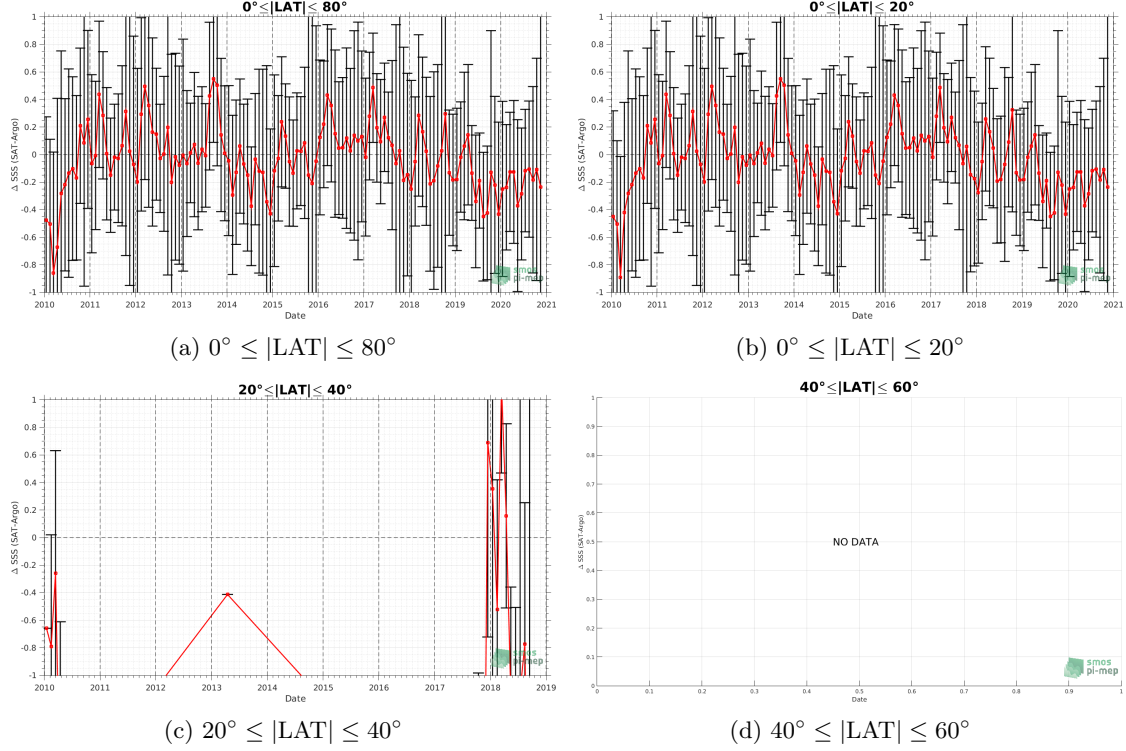 0°≤|LAT|≤ 80°
Δ SSS (SAT-Argo)
1
0.8
0.6
0.4
0.2
0
-0.2
-0.4
-0.6
-0.8
-1
2010 2011 2012 2013 2014 2015 2016 2017 2018 2019 2020 2021
Date
smos
pi-mep
(a) 0° ≤ |LAT| ≤ 80°
0°≤|LAT|≤ 20°
Δ SSS (SAT-Argo)
1
0.8
0.6
0.4
0.2
0
-0.2
-0.4
-0.6
-0.8
-1
2010 2011 2012 2013 2014 2015 2016 2017 2018 2019 2020 2021
Date
smos
pi-mep
(b) 0° ≤ |LAT| ≤ 20°
20°≤|LAT|≤ 40°
Δ SSS (SAT-Argo)
1
0.8
0.6
0.4
0.2
0
-0.2
-0.4
-0.6
-0.8
-1
2010 2011 2012 2013 2014 2015 2016 2017 2018 2019
Date
smos
pi-mep
(c) 20° ≤ |LAT| ≤ 40°
40°≤|LAT|≤ 60°
Δ SSS (SAT-Argo)
1
0.9
0.8
0.7
0.6
0.5
0.4
0.3
0.2
0.1
0
NO DATA
0 0.1 0.2 0.3 0.4 0.5 0.6 0.7 0.8 0.9 1
Date
smos
pi-mep
(d) 40° ≤ |LAT| ≤ 60°